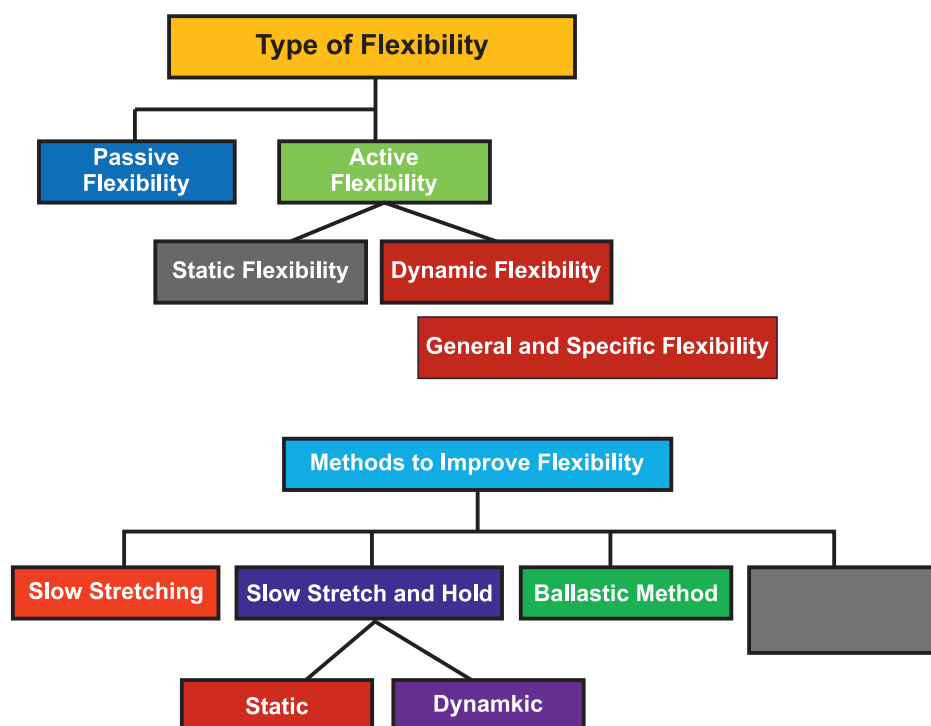 Type of Flexibility
Passive
Flexibility
Active
Flexibility
Static Flexibility
Dynamic Flexibility
General and Specific Flexibility
Methods to Improve Flexibility
Slow Stretching
Slow Stretch and Hold
Ballastic Method
Static
Dynamkic